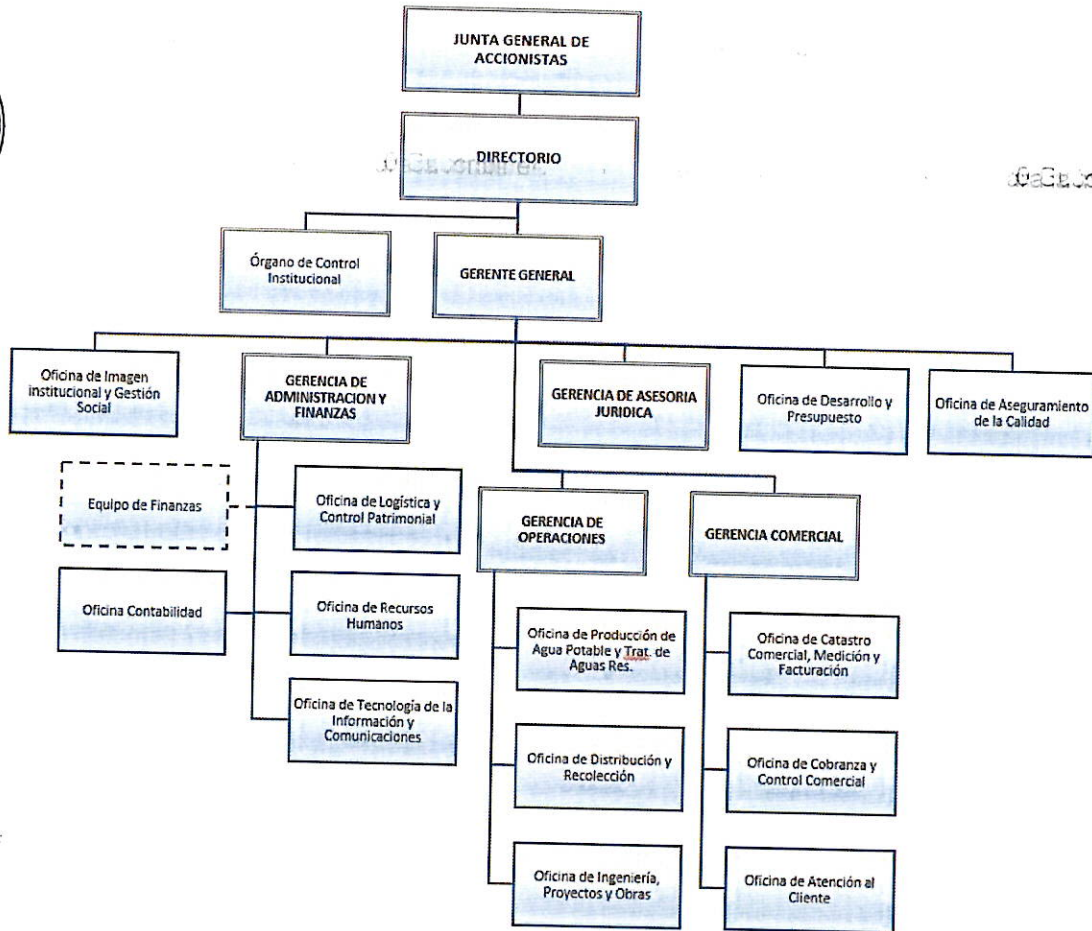 JUNTA GENERAL DE
ACCIONISTAS
DIRECTORIO
Órgano de Control
Institucional
GERENTE GENERAL
Oficina de Imagen
institucional y Gestión
Social
GERENCIA DE
ADMINISTRACION Y
FINANZAS
GERENCIA DE ASESORIA
JURIDICA
Oficina de Desarrollo y
Presupuesto
Oficina de Aseguramiento
de la Calidad
Equipo de Finanzas
Oficina de Logística y
Control Patrimonial
GERENCIA DE
OPERACIONES
GERENCIA COMERCIAL
Oficina Contabilidad
Oficina de Recursos
Humanos
Oficina de Producción de
Agua Potable y Trat. de
Aguas Res.
Oficina de Catastro
Comercial, Medición y
Facturación
Oficina de Tecnología de la
Información y
Comunicaciones
Oficina de Distribución y
Recolección
Oficina de Cobranza y
Control Comercial
Oficina de Ingeniería,
Proyectos y Obras
Oficina de Atención al
Cliente